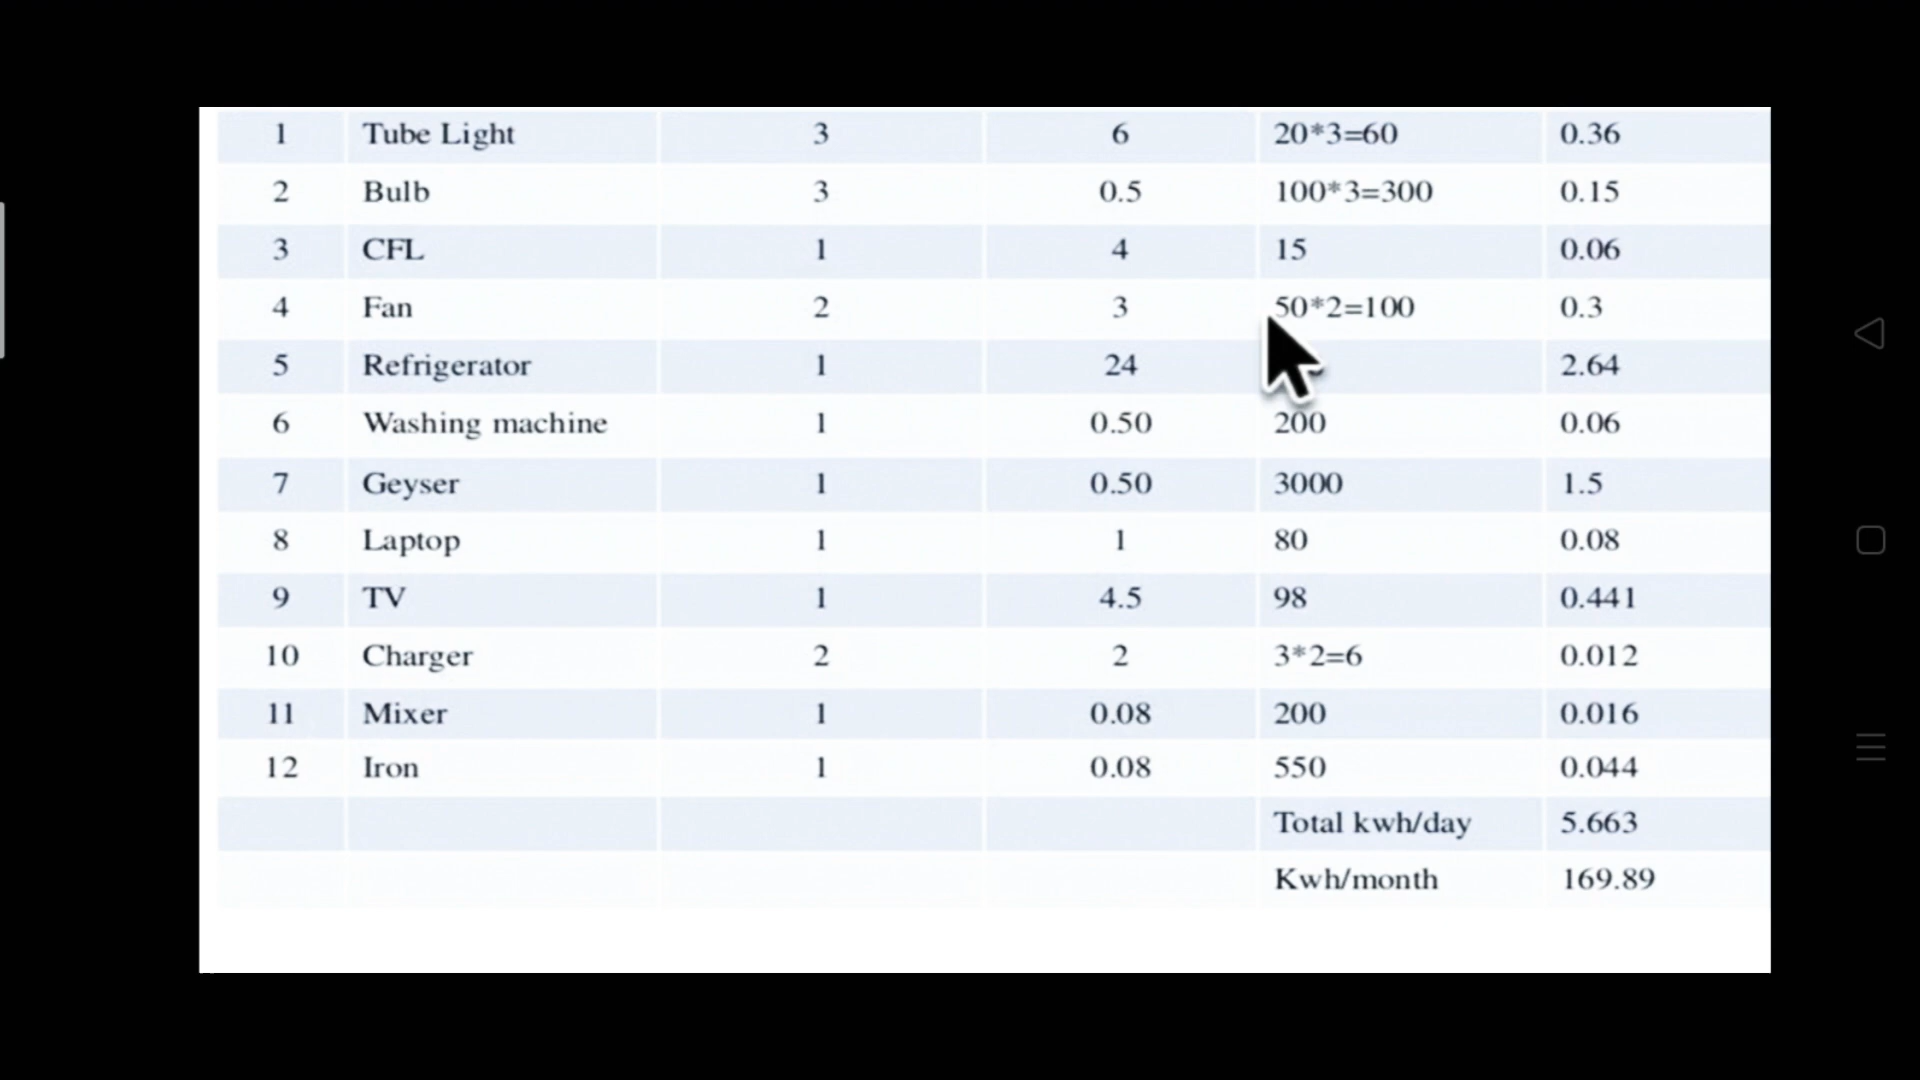 1 Tube Light 3 6 20*3=60 0.36
2 Bulb 3 0.5 100*3=300 0.15
3 CFL 1 4 15 0.06
4 Fan 2 3 50*2=100 0.3
5 Refrigerator 1 24 2.64
6 Washing machine 1 0.50 200 0.06
7 Geyser 1 0.50 3000 1.5
8 Laptop 1 1 80 0.08
9 TV 1 4.5 98 0.441
10 Charger 2 2 3*2=6 0.012
11 Mixer 1 0.08 200 0.016
12 Iron 1 0.08 550 0.044
Total kwh/day 5.663
Kwh/month 169.89